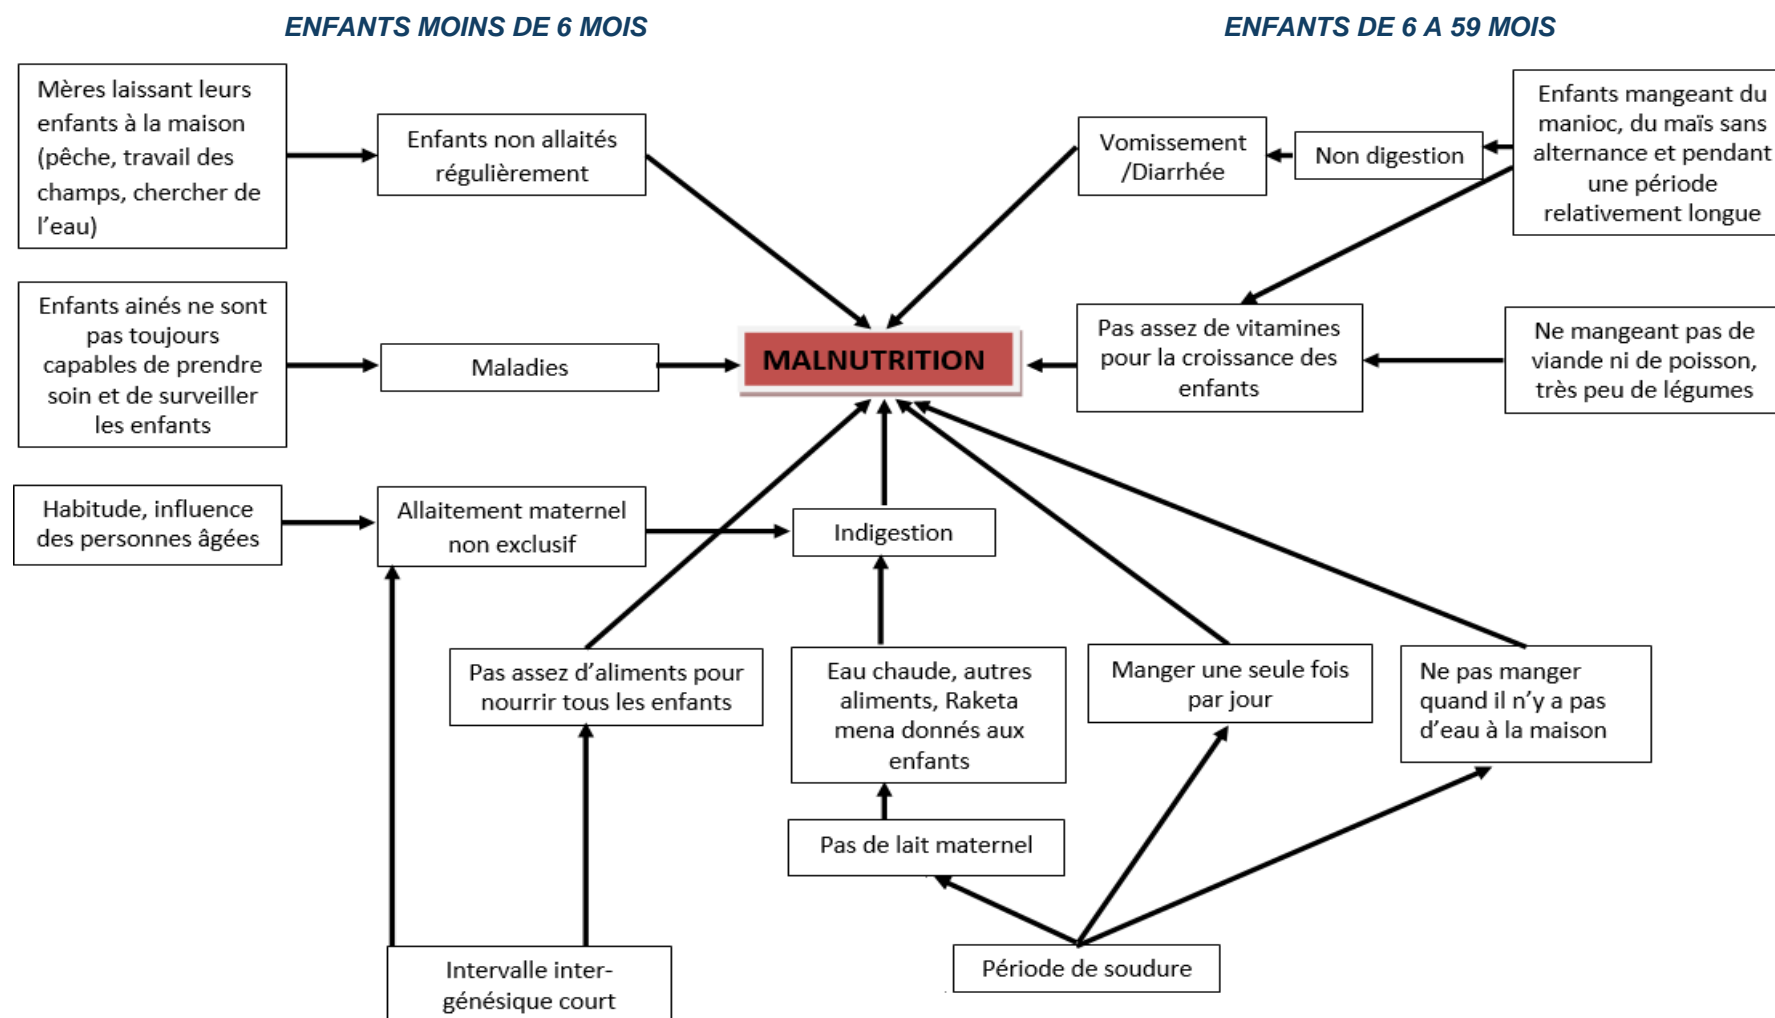 ENFANTS MOINS DE 6 MOIS
ENFANTS DE 6 A 59 MOIS
Mères laissant leurs
enfants à la maison
(pêche, travail des
champs, chercher de
l'eau)
Enfants non allaités
régulièrement
Vomissement
/Diarrhée
Non digestion
Enfants mangeant du
manioc, du maïs sans
alternance et pendant
une période
relativement longue
Enfants ainés ne sont
pas toujours
capables de prendre
soin et de surveiller
les enfants
Maladies
MALNUTRITION
Pas assez de vitamines
pour la croissance des
enfants
Ne mangeant pas de
viande ni de poisson,
très peu de légumes
Habitude, influence
des personnes âgées
Allaitement maternel
non exclusif
Indigestion
Pas assez d'aliments pour
nourrir tous les enfants
Eau chaude, autres
aliments, Raketa
mena donnés aux
enfants
Manger une seule fois
par jour
Ne pas manger
quand il n'y a pas
d'eau à la maison
Pas de lait maternel
Intervalle inter-
génésique court
Période de soudure